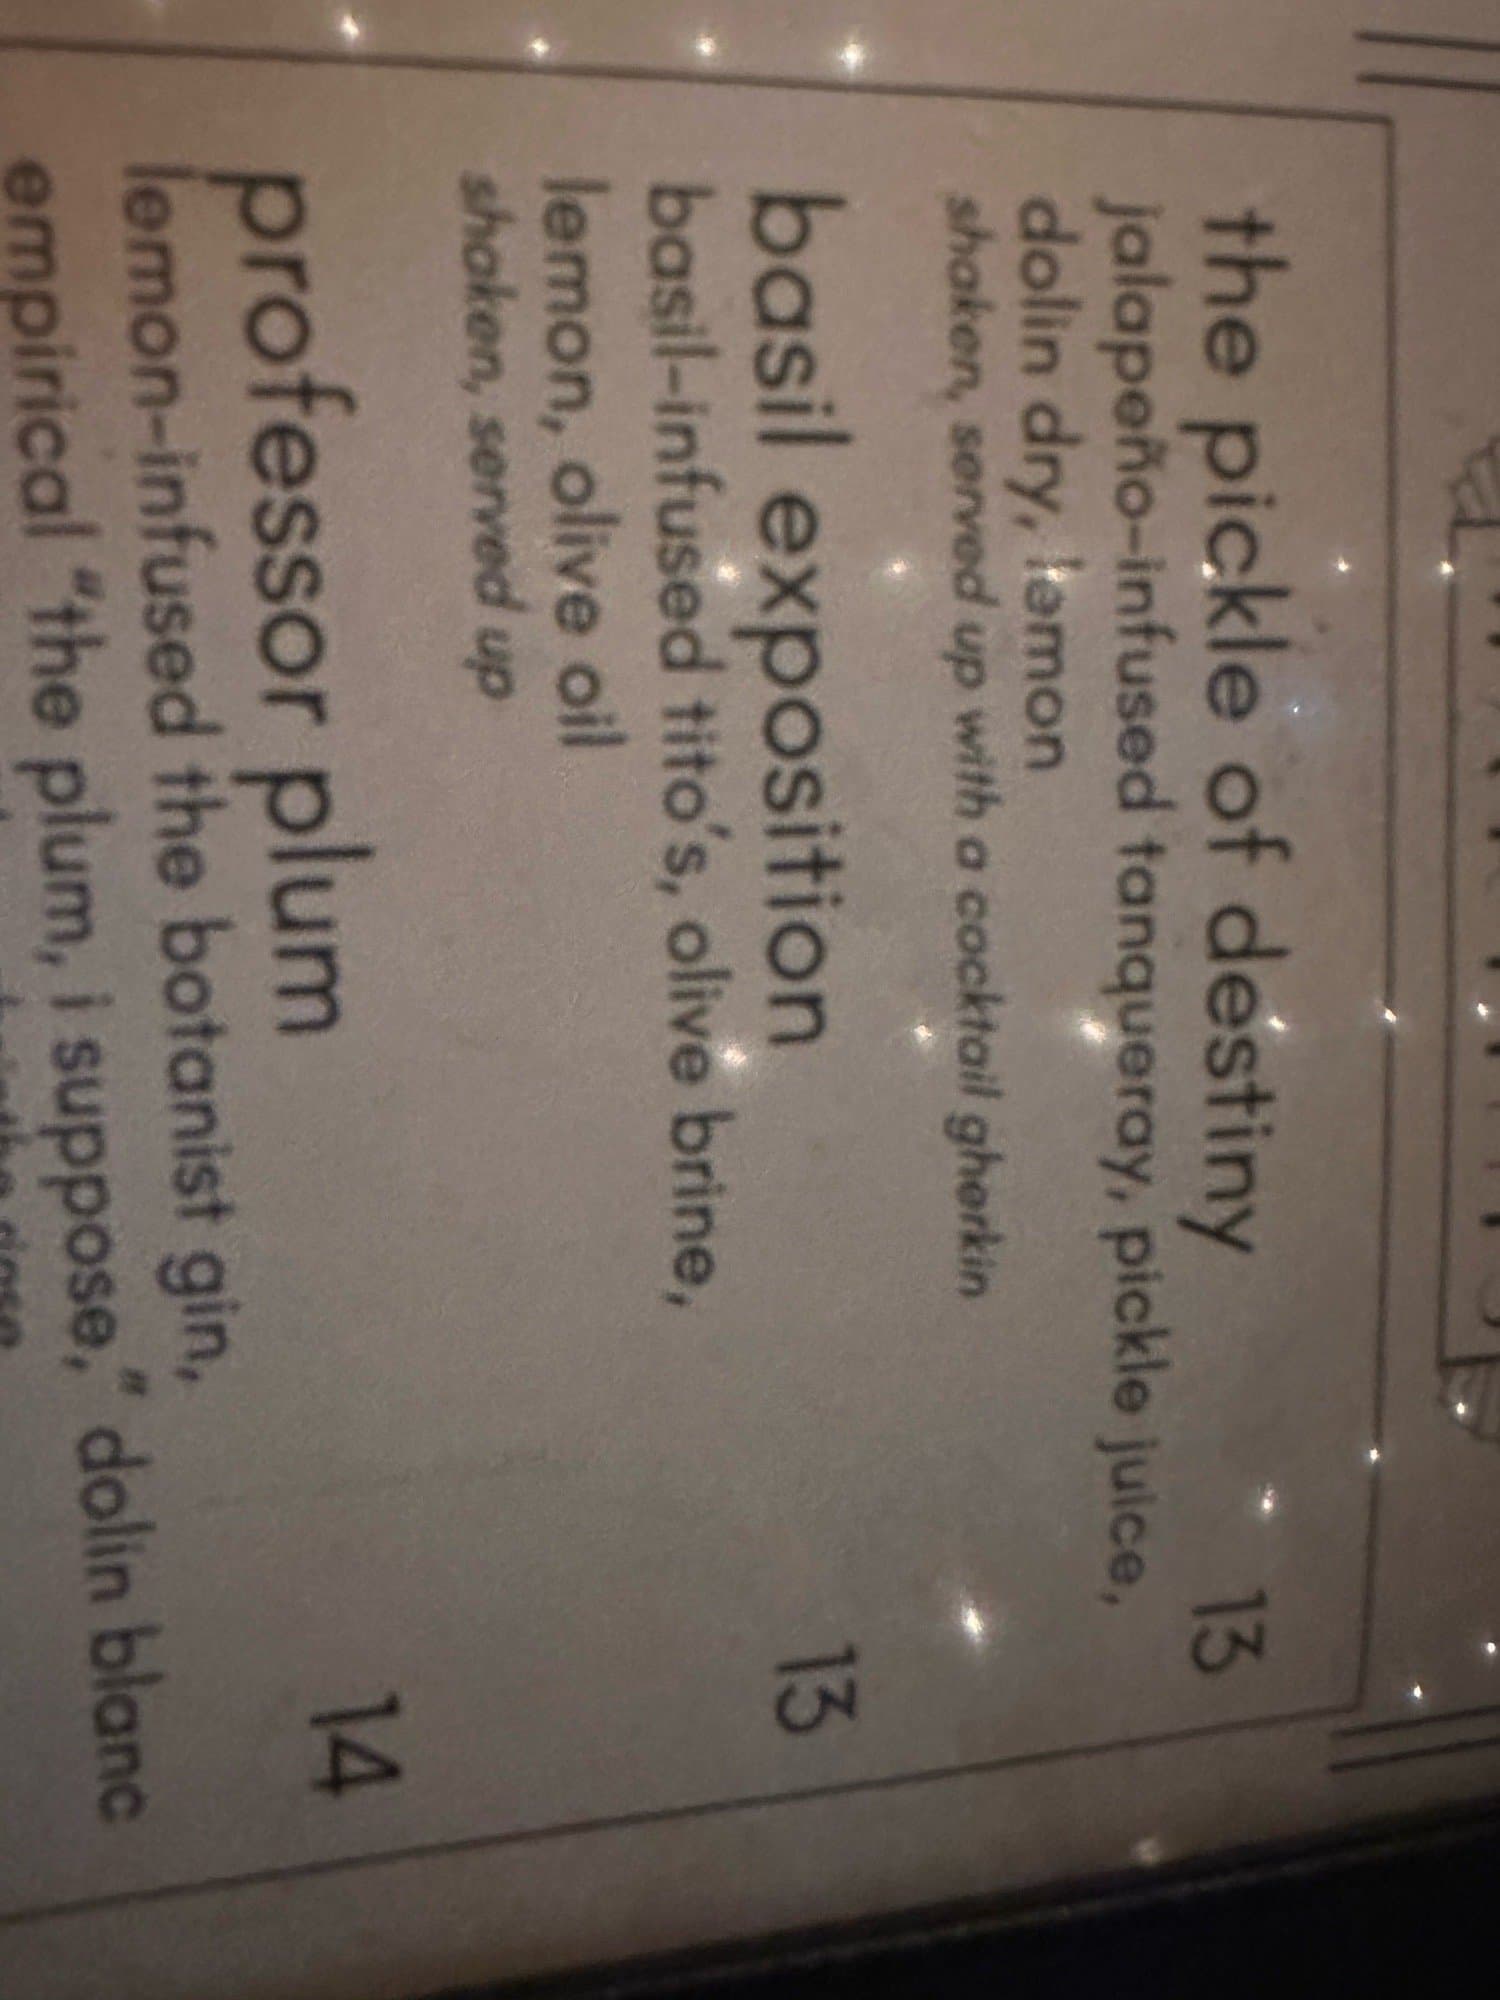 the pickle of destiny 13
jalapeño-infused tanqueray, pickle juice,
dolin dry, lemon
shaken, served up with a cocktail gherkin
basil exposition 13
basil-infused tito's, olive brine,
lemon, olive oil
shaken, served up
professor plum 14
lemon-infused the botanist gin,
empirical "the plum, i suppose," dolin blanc